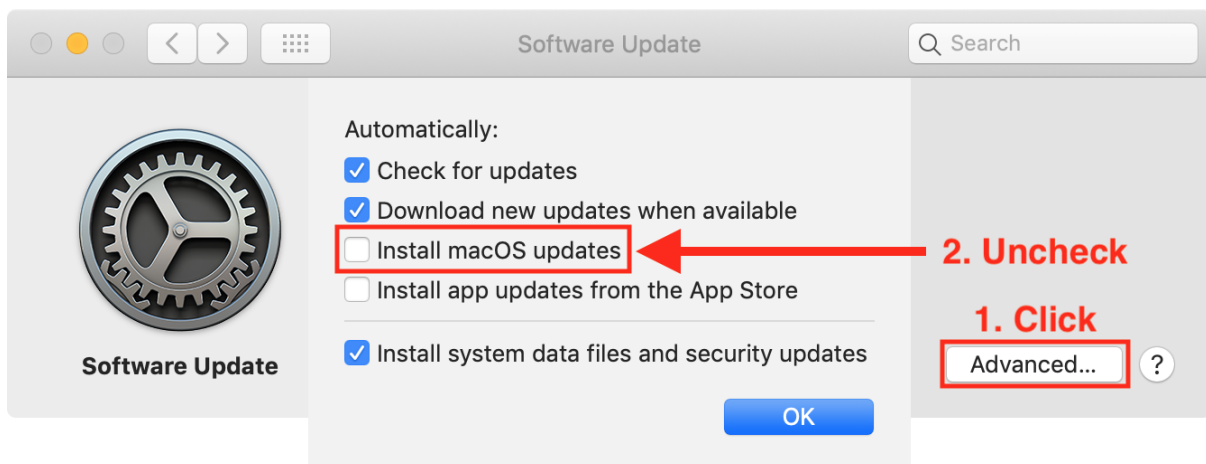 Software Update
Search
Automatically:
Check for updates
Download new updates when available
Install macOS updates
2. Uncheck
Install app updates from the App Store
1. Click
Install system data files and security updates
Advanced...
?
Software Update
OK